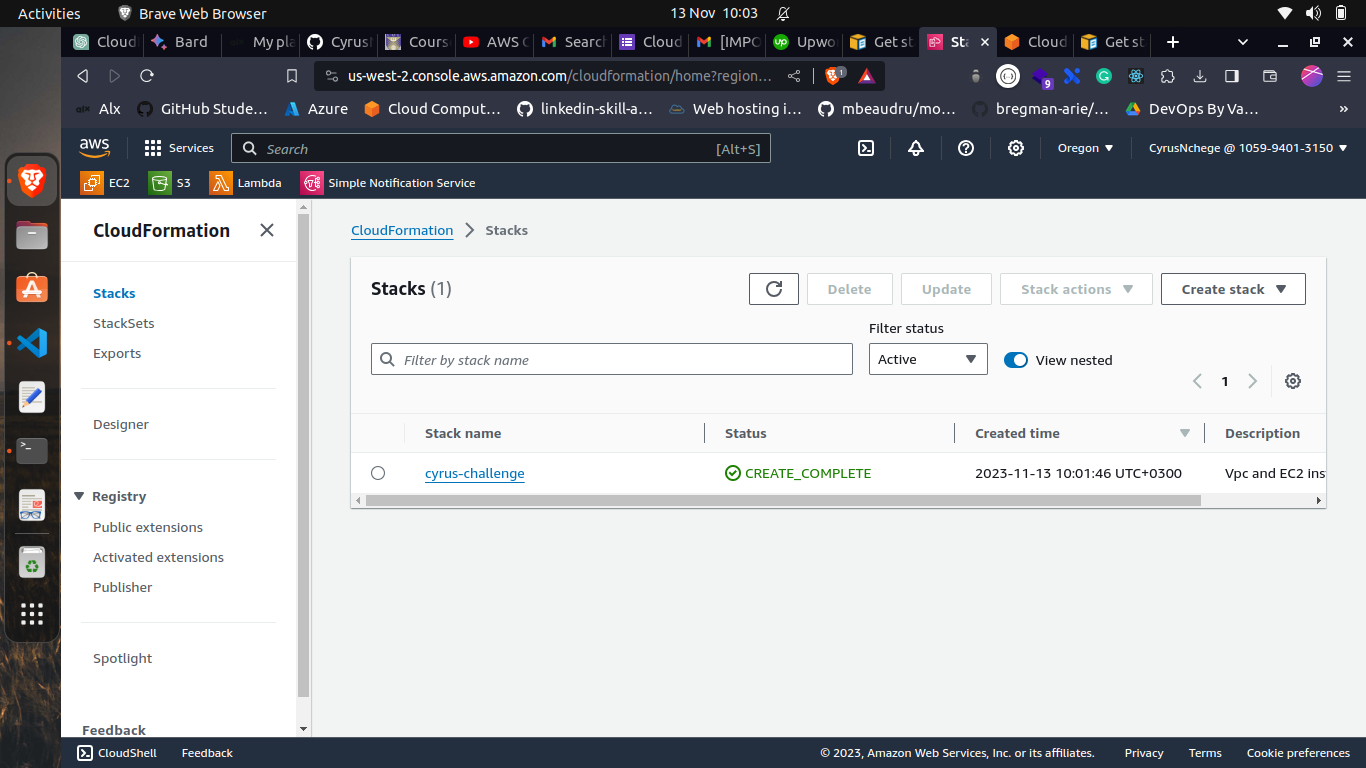 Activities Brave Web Browser 13 Nov 10:03
Cloud Bard My pla Cyrus Cours AWS C Search Cloud [IMPO Upwo Get st Sta Cloud Get st
us-west-2.console.aws.amazon.com/cloudformation/home?region... 1 9
Alx GitHub Stude... Azure Cloud Comput... linkedin-skill-a... Web hosting i... mbeaudru/mo... bregman-arie/... DevOps By Va... »
aws Services Search [Alt+S] Oregon CyrusNchege @ 1059-9401-3150
EC2 S3 Lambda Simple Notification Service
CloudFormation
Stacks
StackSets
Exports
Designer
Registry
Public extensions
Activated extensions
Publisher
Spotlight
Feedback
CloudFormation > Stacks
Stacks (1) Delete Update Stack actions Create stack
Filter status
Filter by stack name Active View nested
1
Stack name Status Created time Description
cyrus-challenge CREATE_COMPLETE 2023-11-13 10:01:46 UTC+0300 Vpc and EC2 ins
CloudShell Feedback © 2023, Amazon Web Services, Inc. or its affiliates. Privacy Terms Cookie preferences